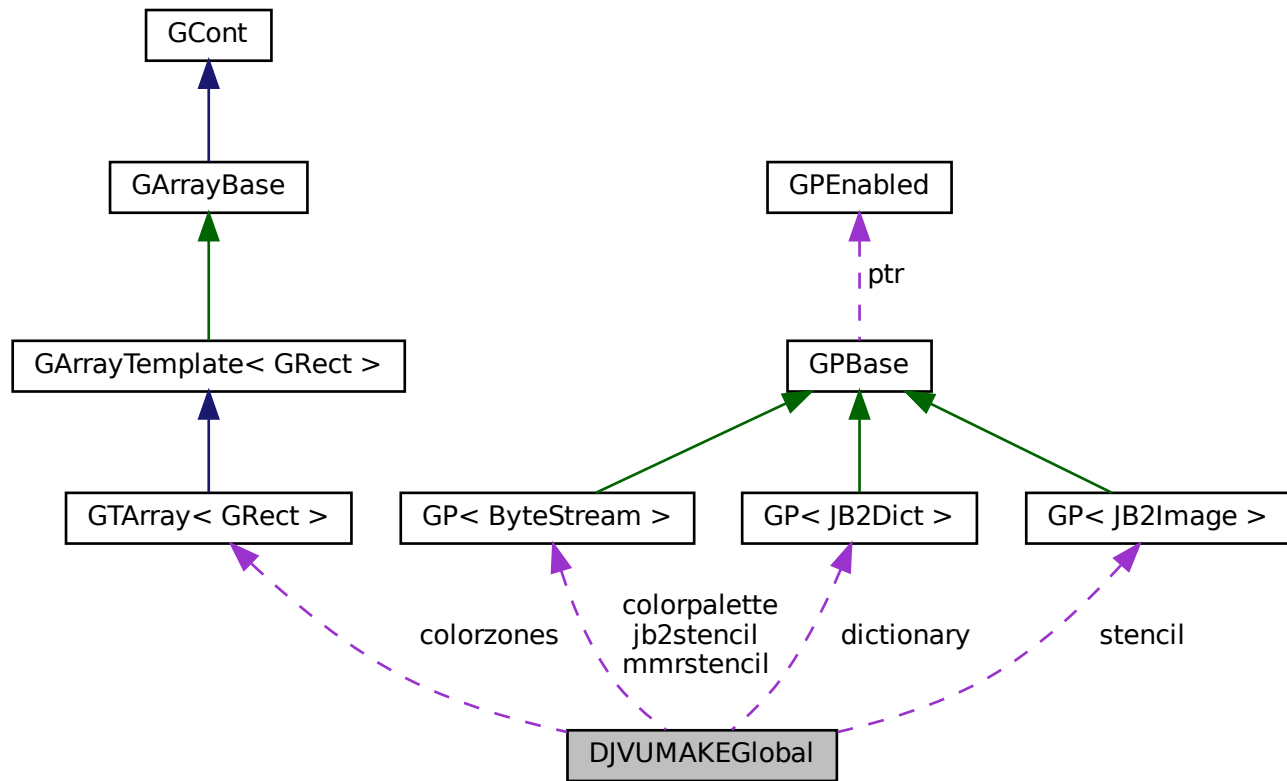 GCont
GArrayBase
GPEnabled
ptr
GArrayTemplate< GRect >
GPBase
GTArray< GRect >
GP< ByteStream >
GP< JB2Dict >
GP< JB2Image >
colorzones
colorpalette
jb2stencil
mmrstencil
dictionary
stencil
DJVUMAKEGlobal